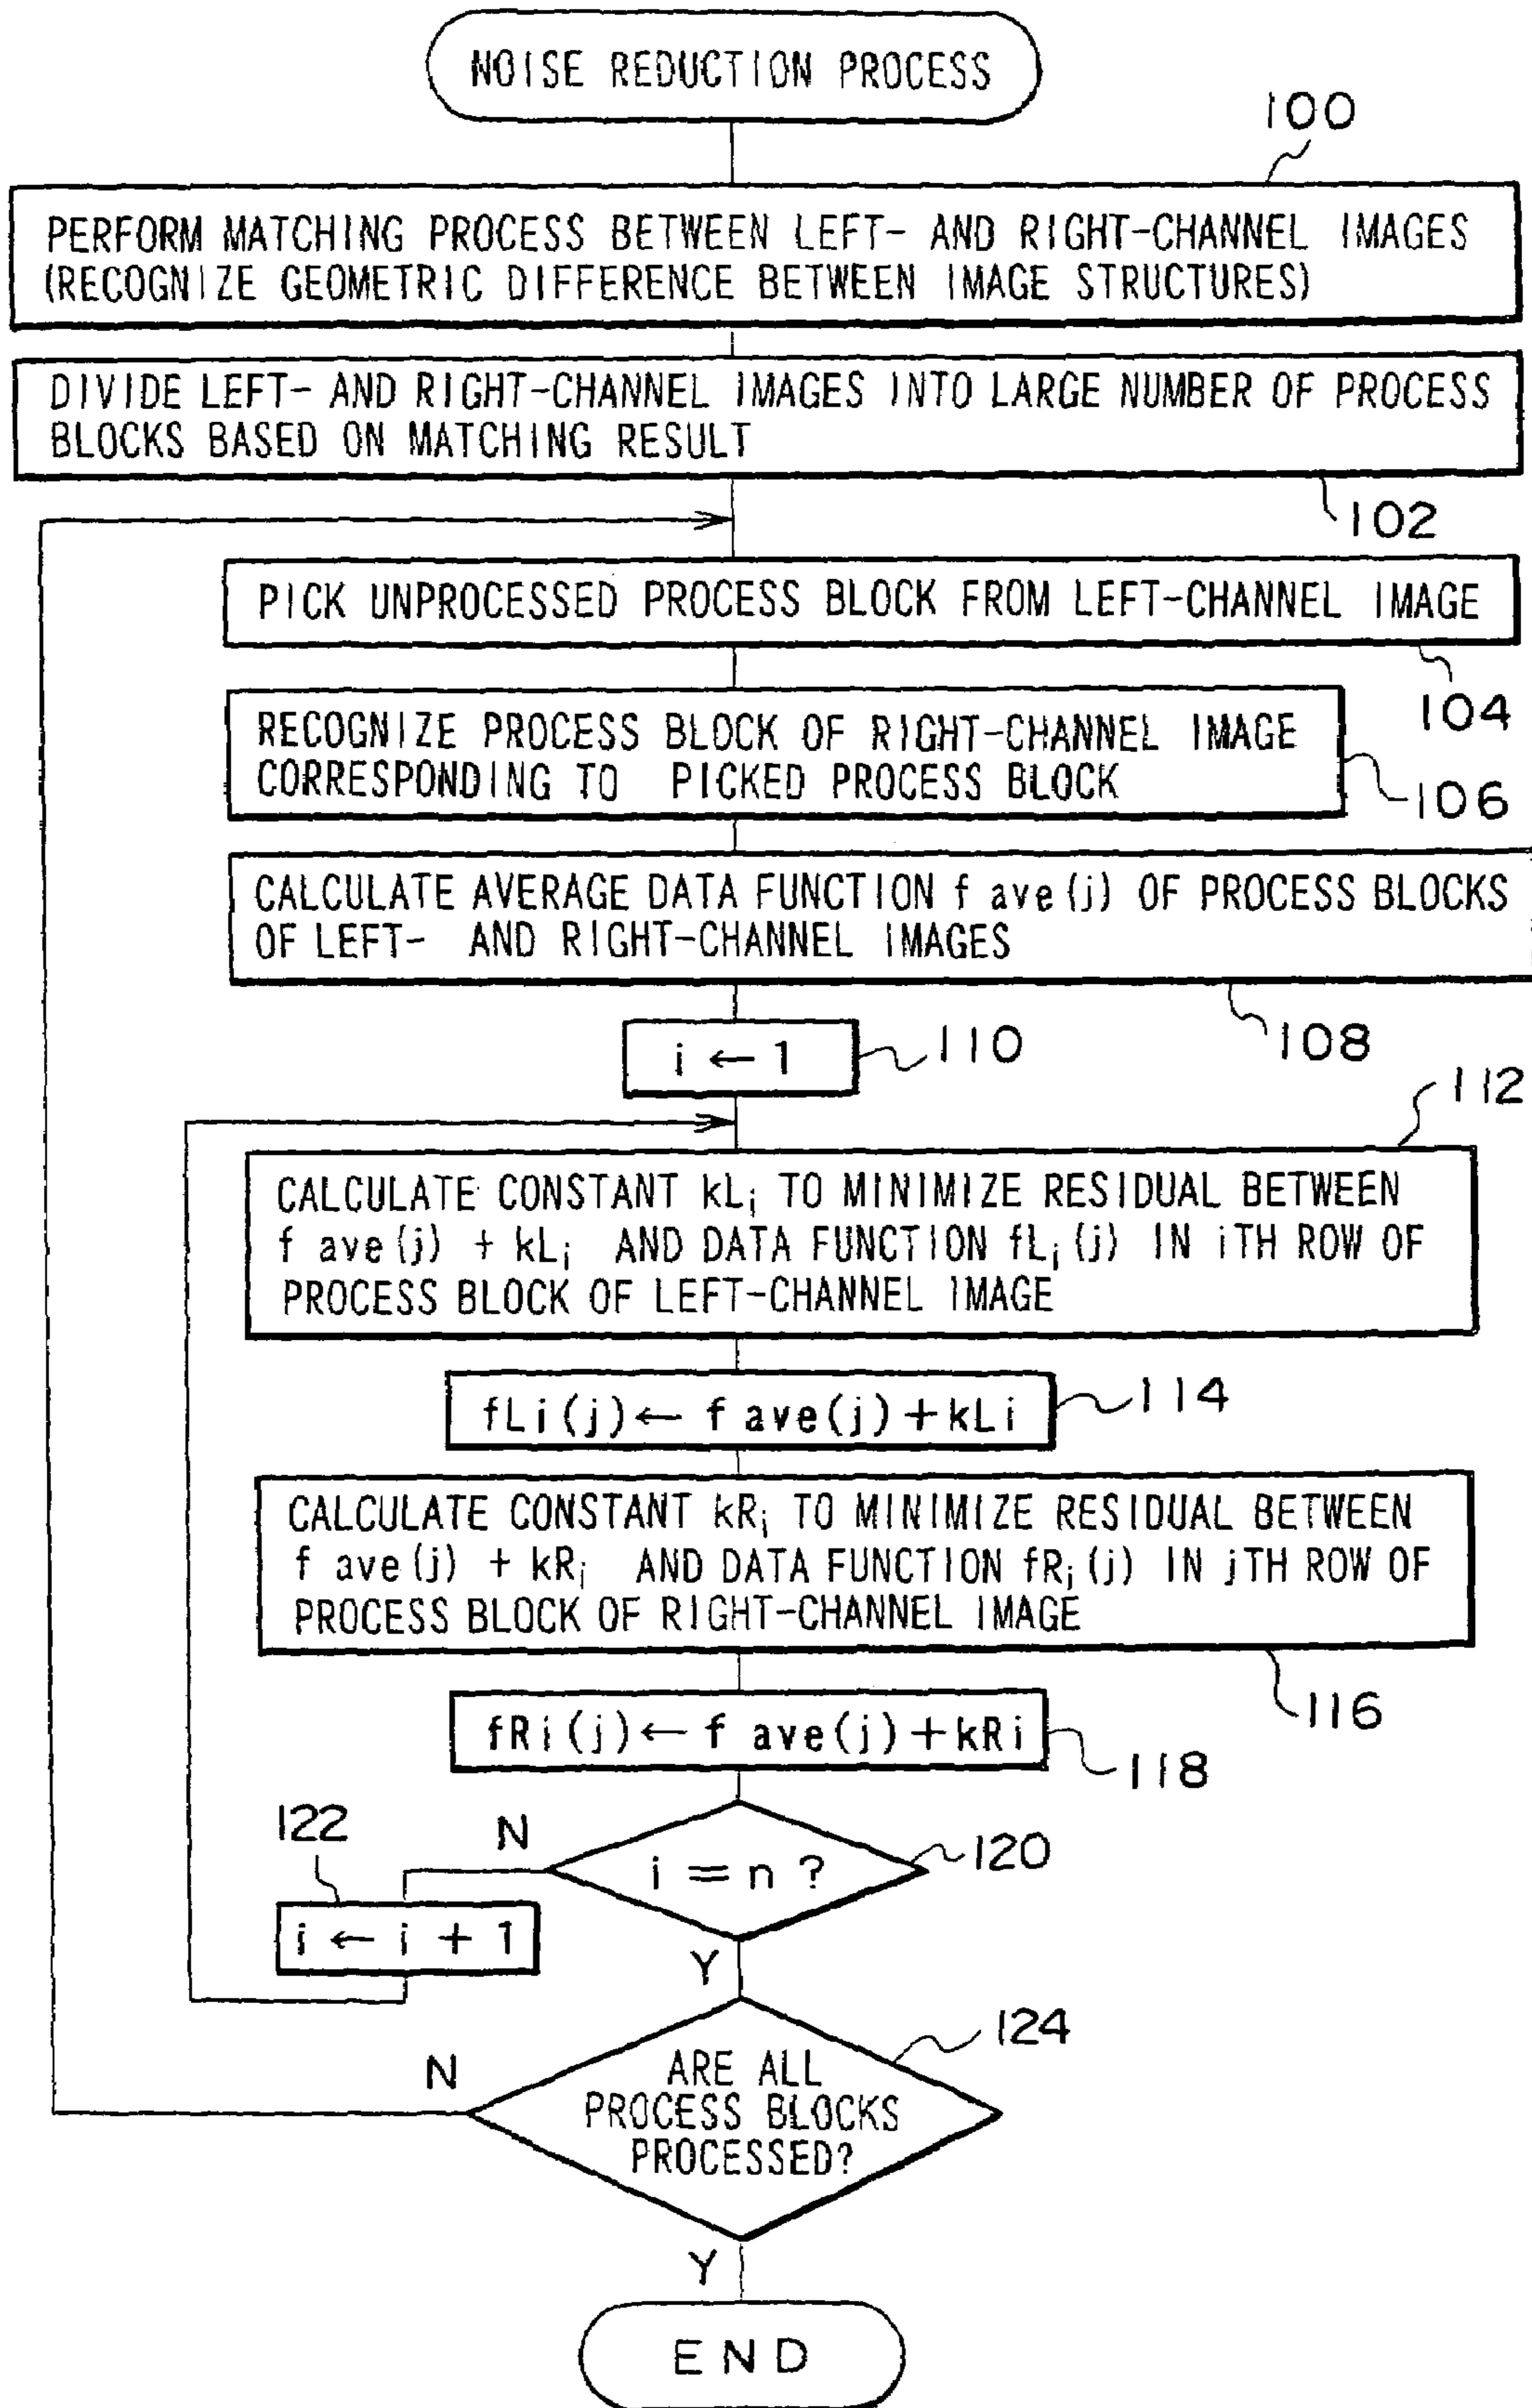 NOISE REDUCTION PROCESS
100
PERFORM MATCHING PROCESS BETWEEN LEFT- AND RIGHT-CHANNEL IMAGES
(RECOGNIZE GEOMETRIC DIFFERENCE BETWEEN IMAGE STRUCTURES)
DIVIDE LEFT- AND RIGHT-CHANNEL IMAGES INTO LARGE NUMBER OF PROCESS
BLOCKS BASED ON MATCHING RESULT
102
PICK UNPROCESSED PROCESS BLOCK FROM LEFT-CHANNEL IMAGE
104
RECOGNIZE PROCESS BLOCK OF RIGHT-CHANNEL IMAGE
CORRESPONDING TO PICKED PROCESS BLOCK
106
CALCULATE AVERAGE DATA FUNCTION f ave(j) OF PROCESS BLOCKS
OF LEFT- AND RIGHT-CHANNEL IMAGES
108
i ← 1
110
112
CALCULATE CONSTANT kLi TO MINIMIZE RESIDUAL BETWEEN
f ave(j) + kLi AND DATA FUNCTION fLi(j) IN iTH ROW OF
PROCESS BLOCK OF LEFT-CHANNEL IMAGE
fLi(j)← f ave(j)+kLi
114
CALCULATE CONSTANT kRi TO MINIMIZE RESIDUAL BETWEEN
f ave(j) + kRi AND DATA FUNCTION fRi(j) IN jTH ROW OF
PROCESS BLOCK OF RIGHT-CHANNEL IMAGE
116
fRi(j)← f ave(j)+kRi
118
122
N
i = n ?
120
i ← i + 1
Y
124
N
ARE ALL
PROCESS BLOCKS
PROCESSED?
Y
END